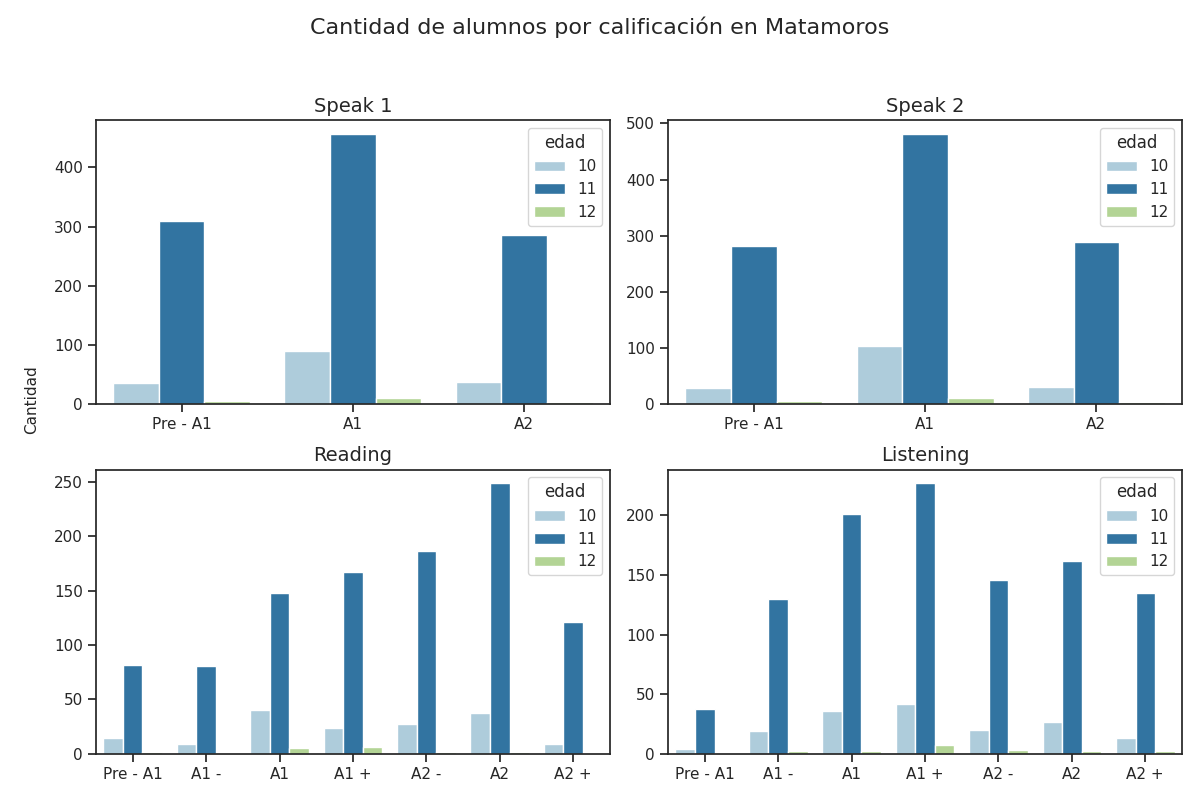 Cantidad de alumnos por calificación en Matamoros
Cantidad
Speak 1
400
300
200
100
0
Pre - A1 A1 A2
edad
10
11
12
Speak 2
500
400
300
200
100
0
Pre - A1 A1 A2
edad
10
11
12
Reading
250
200
150
100
50
0
Pre - A1 A1 - A1 A1 + A2 - A2 A2 +
edad
10
11
12
Listening
200
150
100
50
0
Pre - A1 A1 - A1 A1 + A2 - A2 A2 +
edad
10
11
12